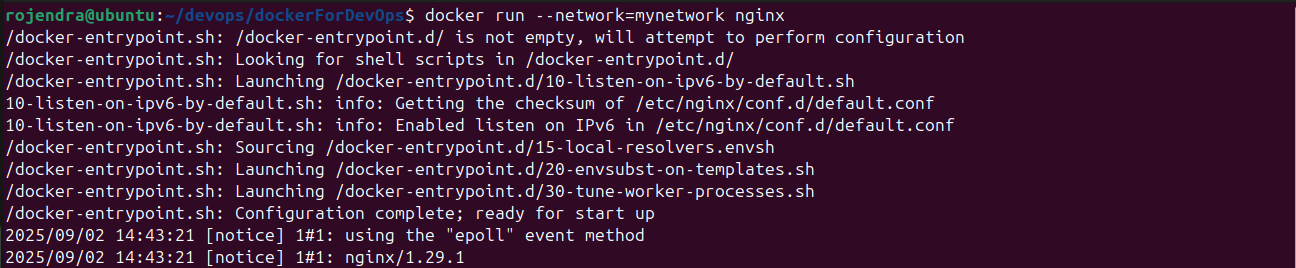 rojendra@ubuntu:~/devops/dockerForDevOps$ docker run --network=mynetwork nginx
/docker-entrypoint.sh: /docker-entrypoint.d/ is not empty, will attempt to perform configuration
/docker-entrypoint.sh: Looking for shell scripts in /docker-entrypoint.d/
/docker-entrypoint.sh: Launching /docker-entrypoint.d/10-listen-on-ipv6-by-default.sh
10-listen-on-ipv6-by-default.sh: info: Getting the checksum of /etc/nginx/conf.d/default.conf
10-listen-on-ipv6-by-default.sh: info: Enabled listen on IPv6 in /etc/nginx/conf.d/default.conf
/docker-entrypoint.sh: Sourcing /docker-entrypoint.d/15-local-resolvers.envsh
/docker-entrypoint.sh: Launching /docker-entrypoint.d/20-envsubst-on-templates.sh
/docker-entrypoint.sh: Launching /docker-entrypoint.d/30-tune-worker-processes.sh
/docker-entrypoint.sh: Configuration complete; ready for start up
2025/09/02 14:43:21 [notice] 1#1: using the "epoll" event method
2025/09/02 14:43:21 [notice] 1#1: nginx/1.29.1